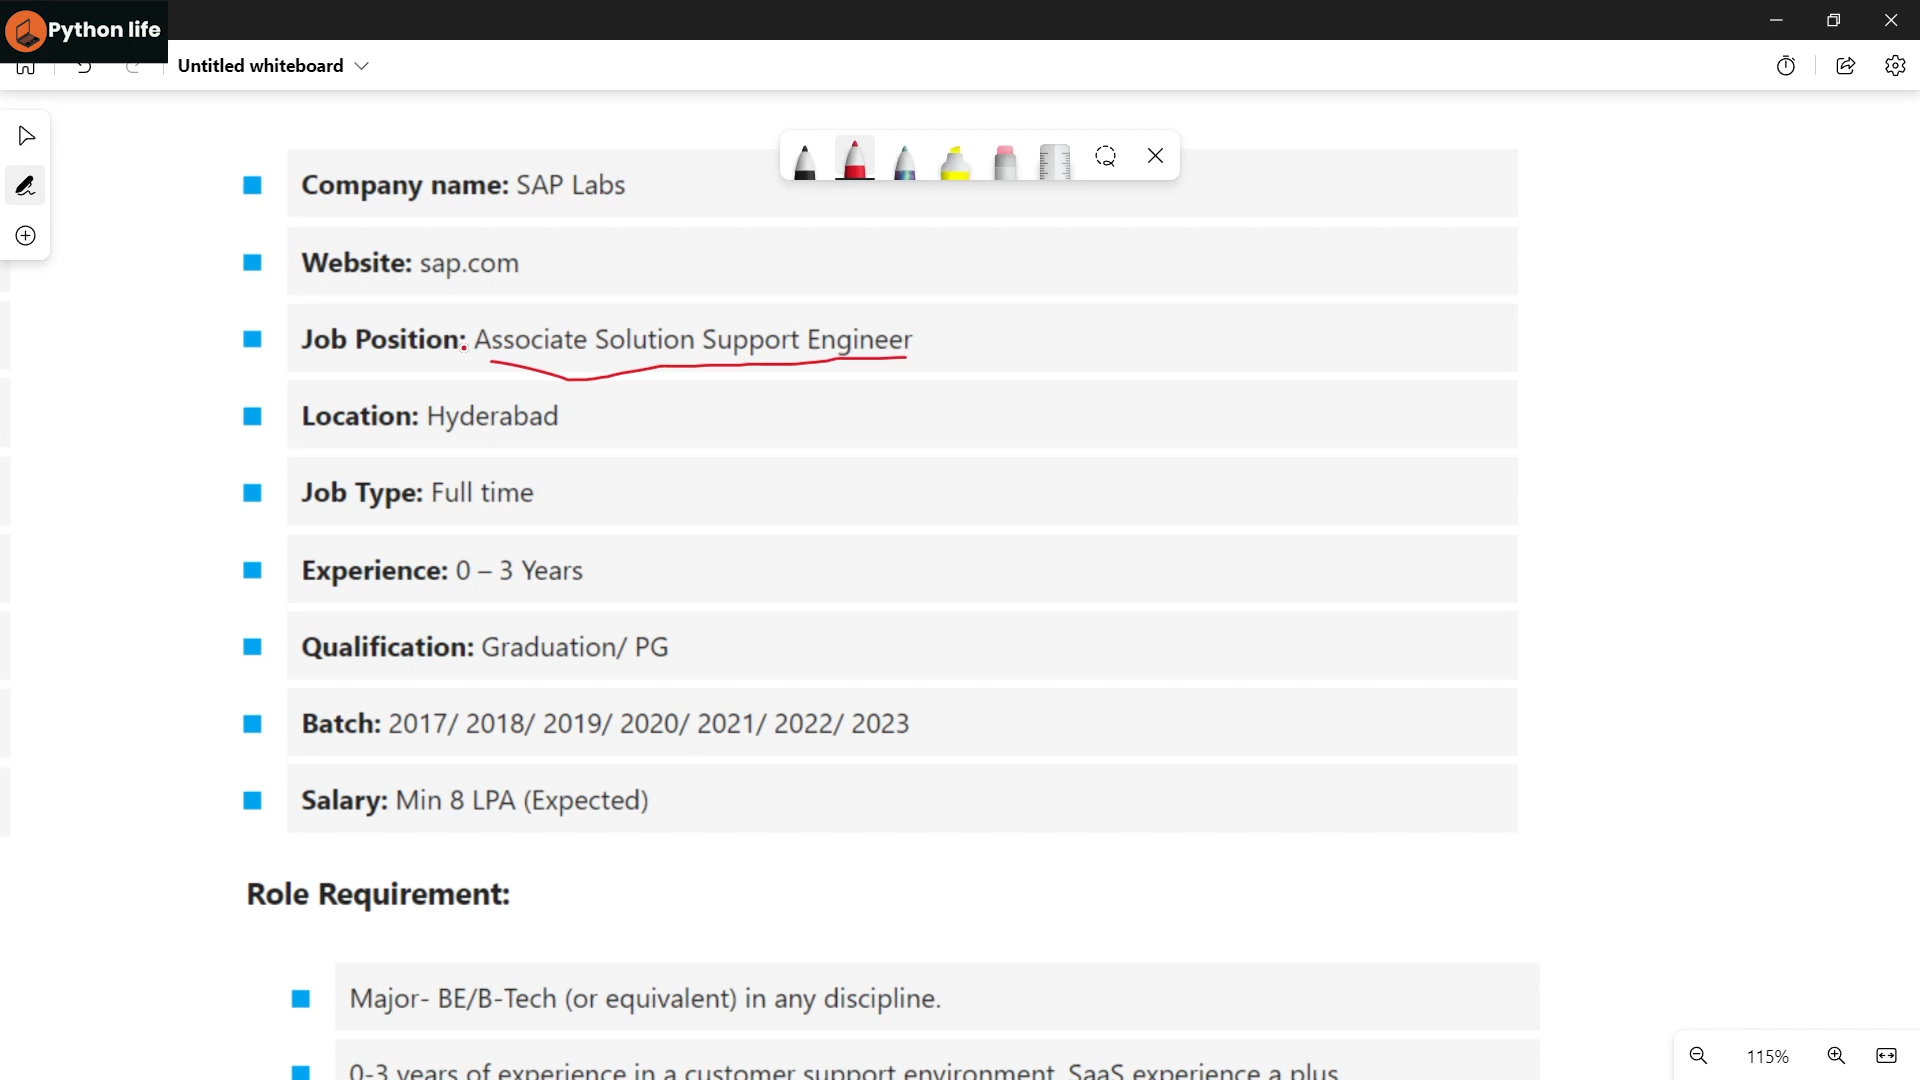 Python life
Untitled whiteboard
Company name: SAP Labs
Website: sap.com
Job Position: Associate Solution Support Engineer
Location: Hyderabad
Job Type: Full time
Experience: 0 – 3 Years
Qualification: Graduation/ PG
Batch: 2017/ 2018/ 2019/ 2020/ 2021/ 2022/ 2023
Salary: Min 8 LPA (Expected)
Role Requirement:
Major- BE/B-Tech (or equivalent) in any discipline.
0-3 years of experience in a customer support environment. SaaS experience a plus.
115%